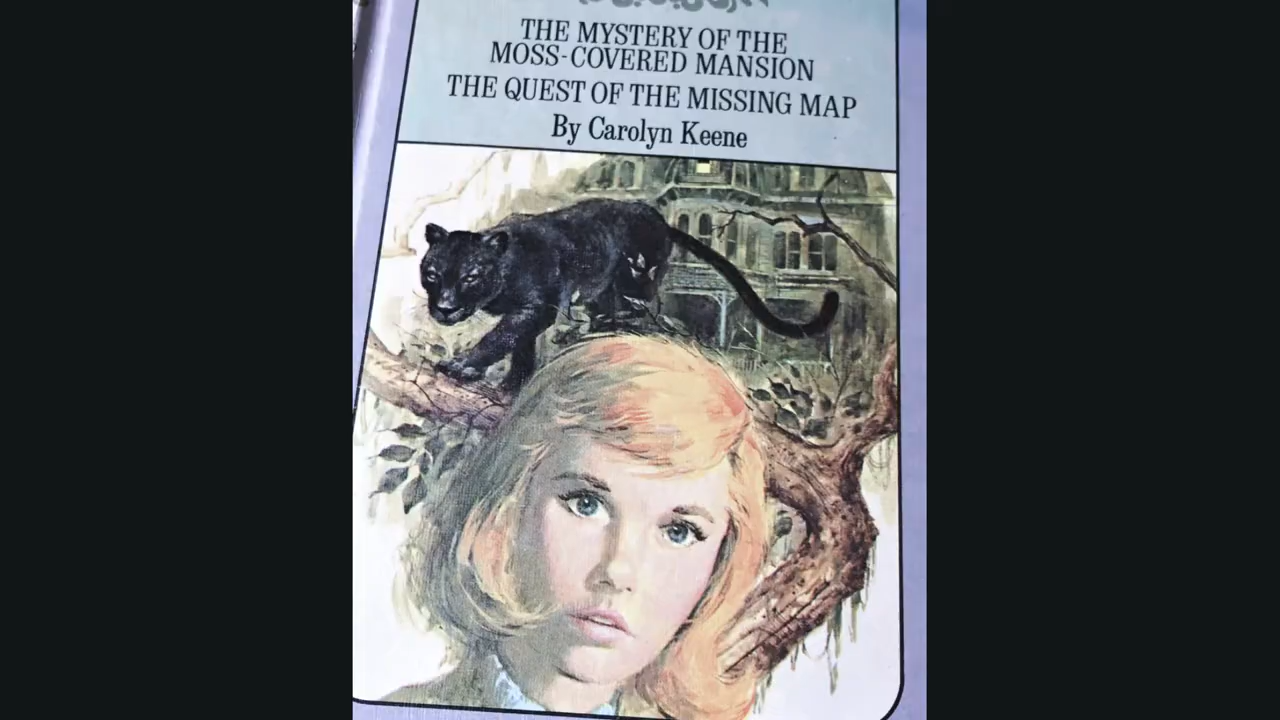 THE MYSTERY OF THE
MOSS-COVERED MANSION
THE QUEST OF THE MISSING MAP
By Carolyn Keene